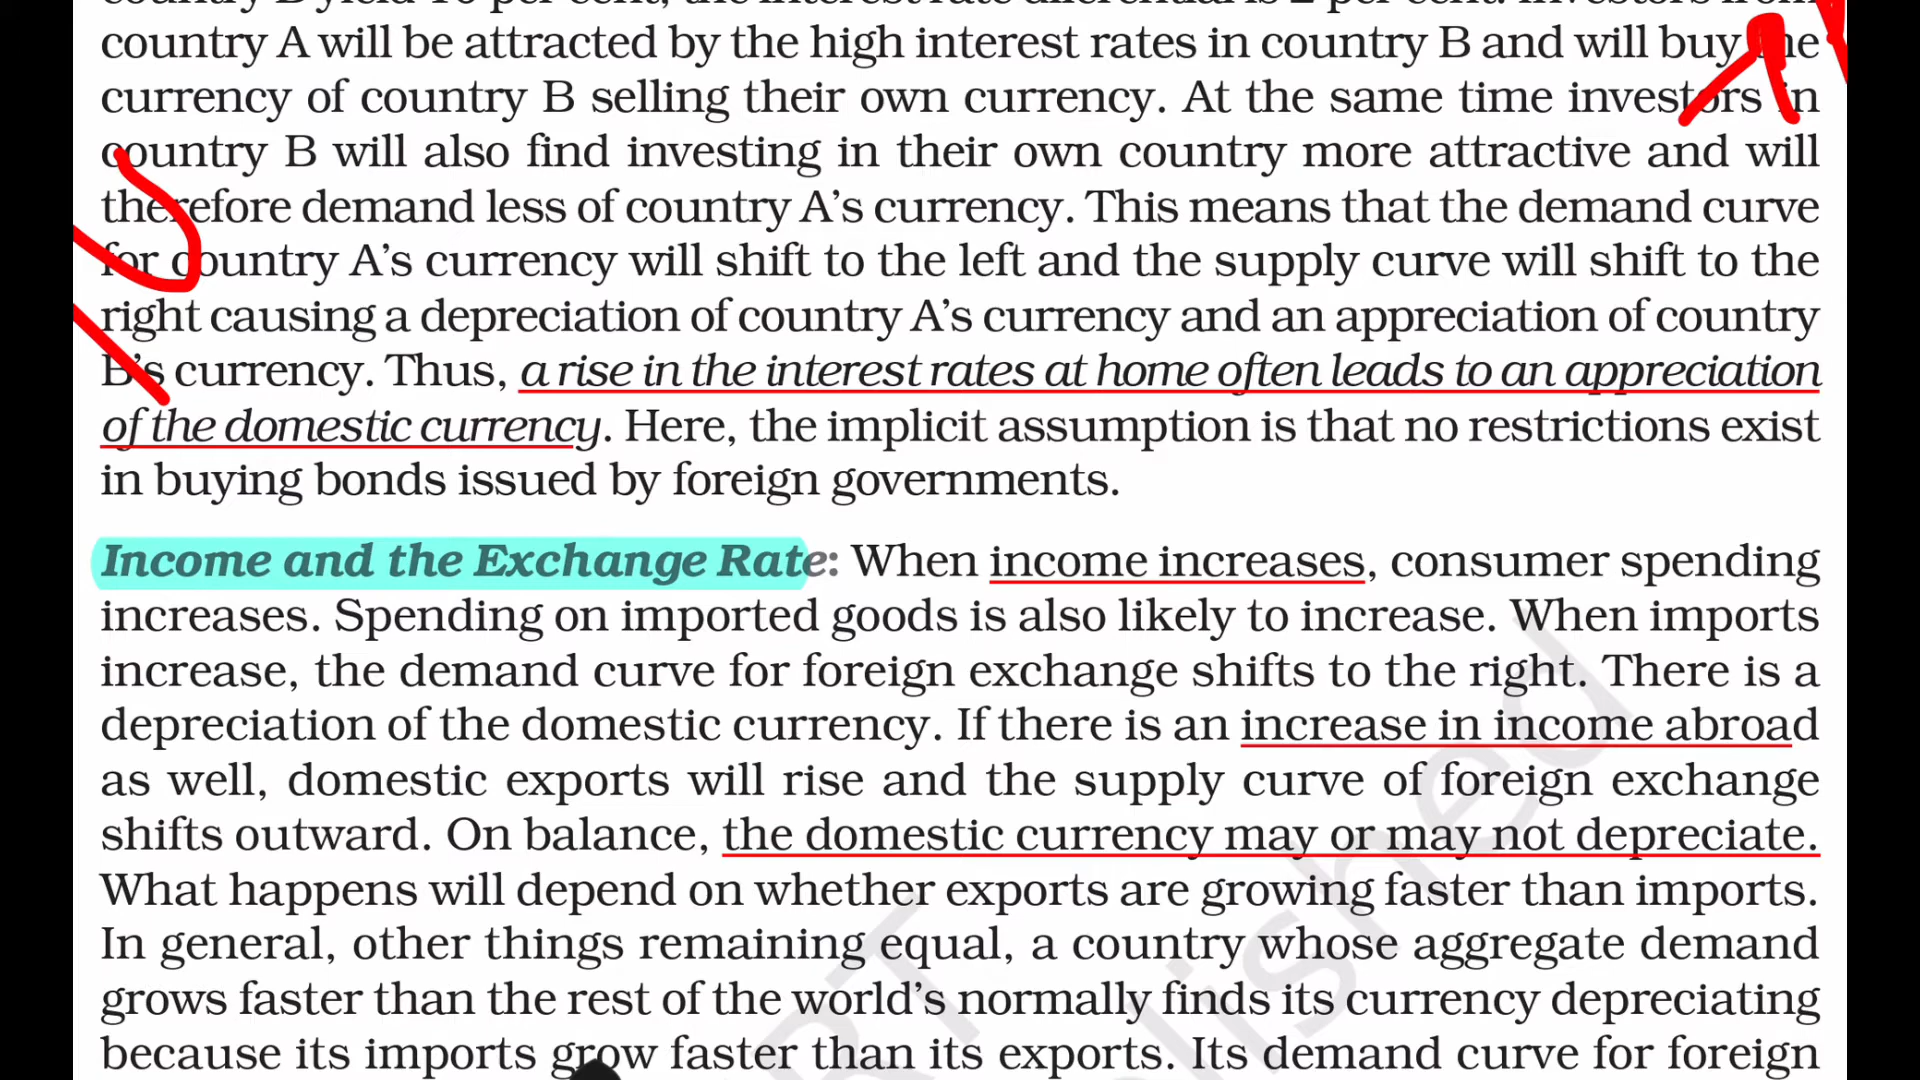 country A will be attracted by the high interest rates in country B and will buy the
currency of country B selling their own currency. At the same time investors in
country B will also find investing in their own country more attractive and will
therefore demand less of country A's currency. This means that the demand curve
for country A's currency will shift to the left and the supply curve will shift to the
right causing a depreciation of country A's currency and an appreciation of country
B's currency. Thus, a rise in the interest rates at home often leads to an appreciation
of the domestic currency. Here, the implicit assumption is that no restrictions exist
in buying bonds issued by foreign governments.
Income and the Exchange Rate: When income increases, consumer spending
increases. Spending on imported goods is also likely to increase. When imports
increase, the demand curve for foreign exchange shifts to the right. There is a
depreciation of the domestic currency. If there is an increase in income abroad
as well, domestic exports will rise and the supply curve of foreign exchange
shifts outward. On balance, the domestic currency may or may not depreciate.
What happens will depend on whether exports are growing faster than imports.
In general, other things remaining equal, a country whose aggregate demand
grows faster than the rest of the world's normally finds its currency depreciating
because its imports grow faster than its exports. Its demand curve for foreign